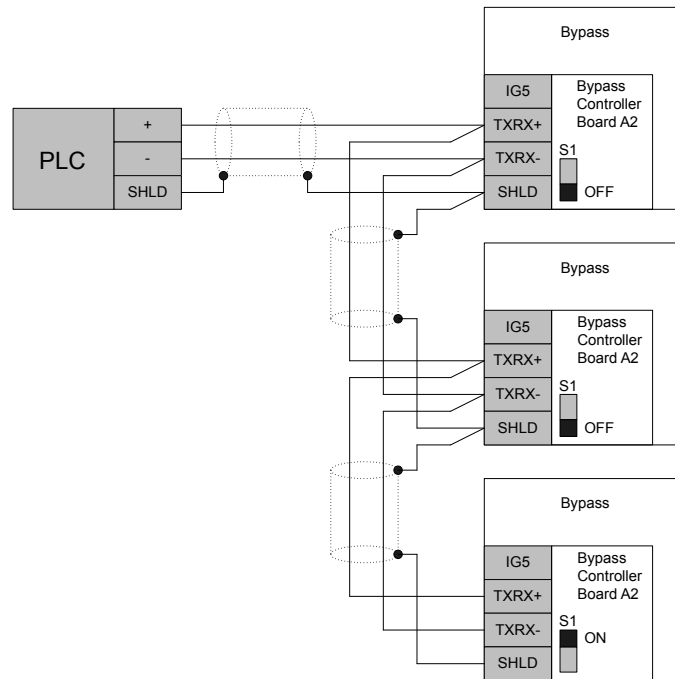 Bypass
PLC
+
-
SHLD
IG5
TXRX+
TXRX-
SHLD
Bypass
Controller
Board A2
S1
OFF
Bypass
IG5
TXRX+
TXRX-
SHLD
Bypass
Controller
Board A2
S1
OFF
Bypass
IG5
TXRX+
TXRX-
SHLD
Bypass
Controller
Board A2
S1
ON